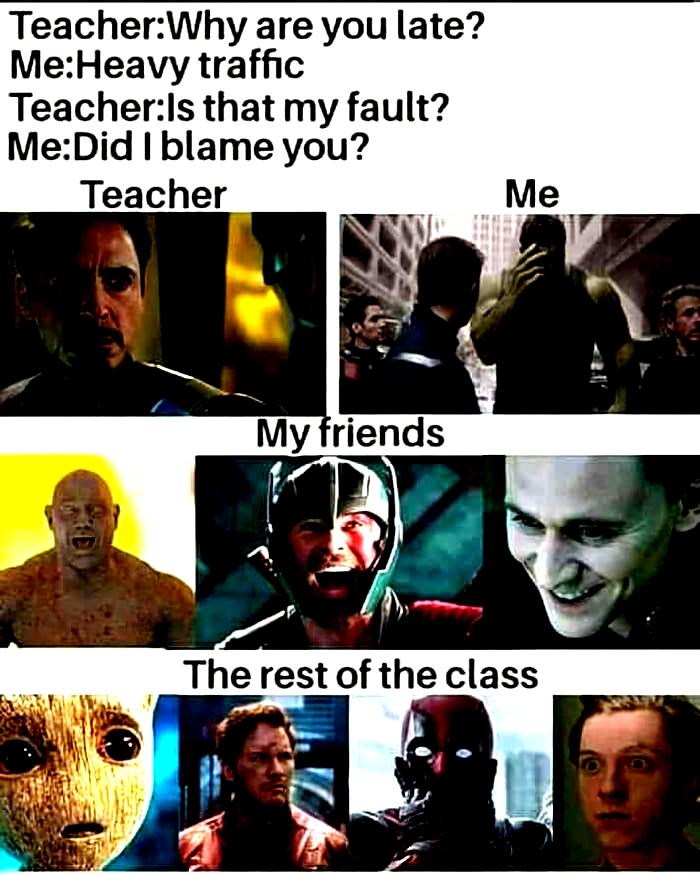 Teacher:Why are you late?
Me:Heavy traffic
Teacher:Is that my fault?
Me:Did I blame you?
Teacher
Me
My friends
The rest of the class